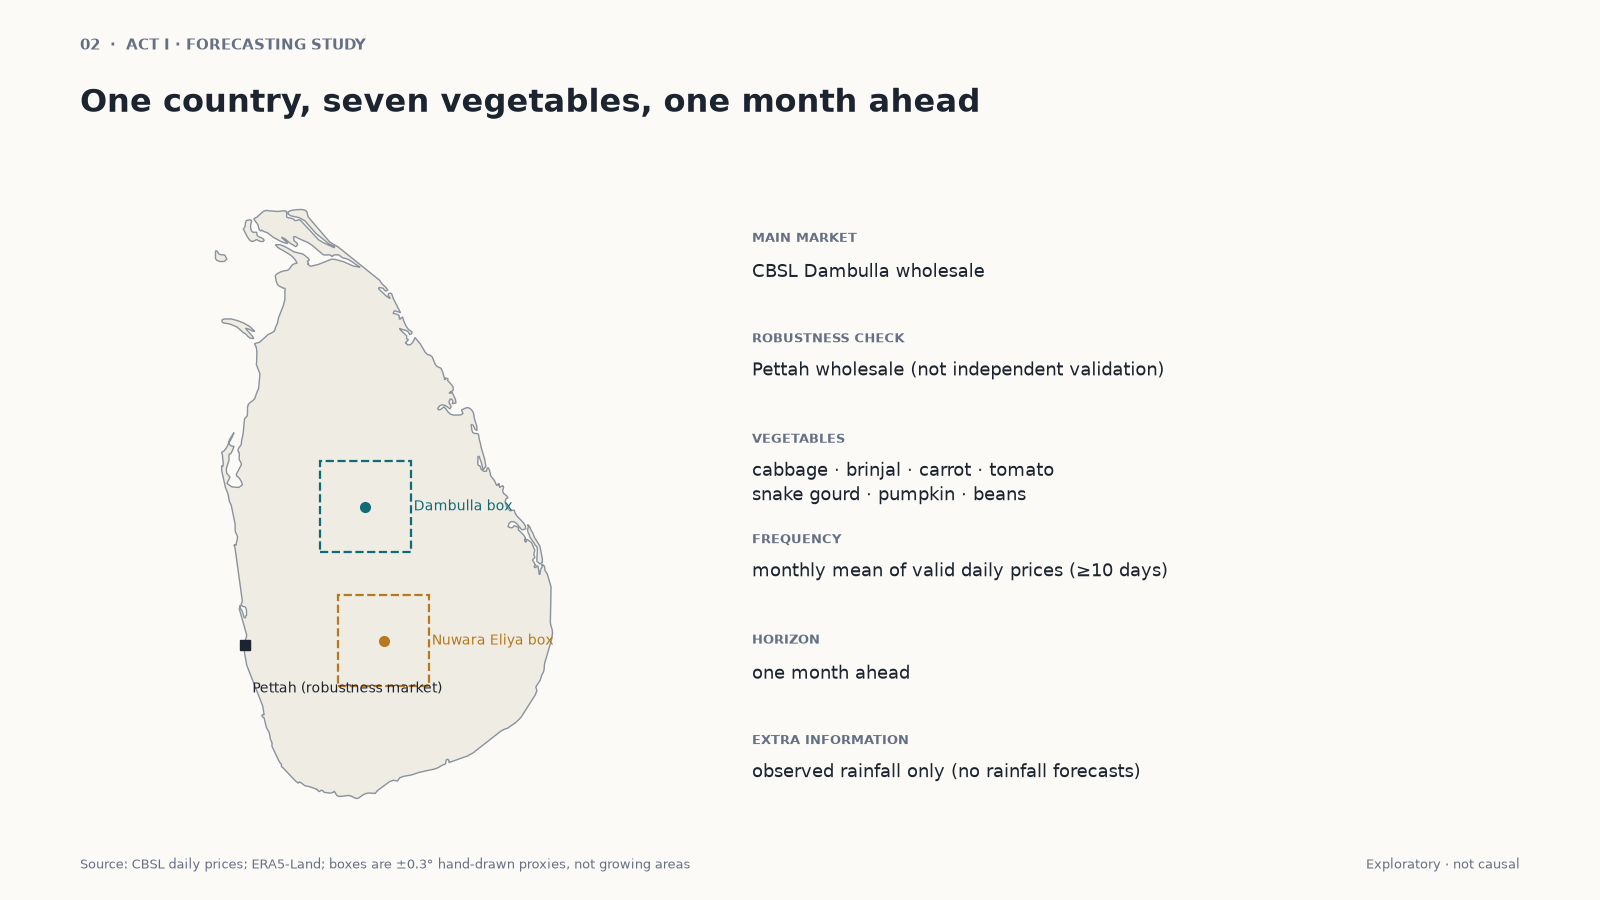 02 · ACT I · FORECASTING STUDY
One country, seven vegetables, one month ahead
Dambulla box
Nuwara Eliya box
Pettah (robustness market)
MAIN MARKET
CBSL Dambulla wholesale
ROBUSTNESS CHECK
Pettah wholesale (not independent validation)
VEGETABLES
cabbage · brinjal · carrot · tomato
snake gourd · pumpkin · beans
FREQUENCY
monthly mean of valid daily prices (≥10 days)
HORIZON
one month ahead
EXTRA INFORMATION
observed rainfall only (no rainfall forecasts)
Source: CBSL daily prices; ERA5-Land; boxes are ±0.3° hand-drawn proxies, not growing areas
Exploratory · not causal